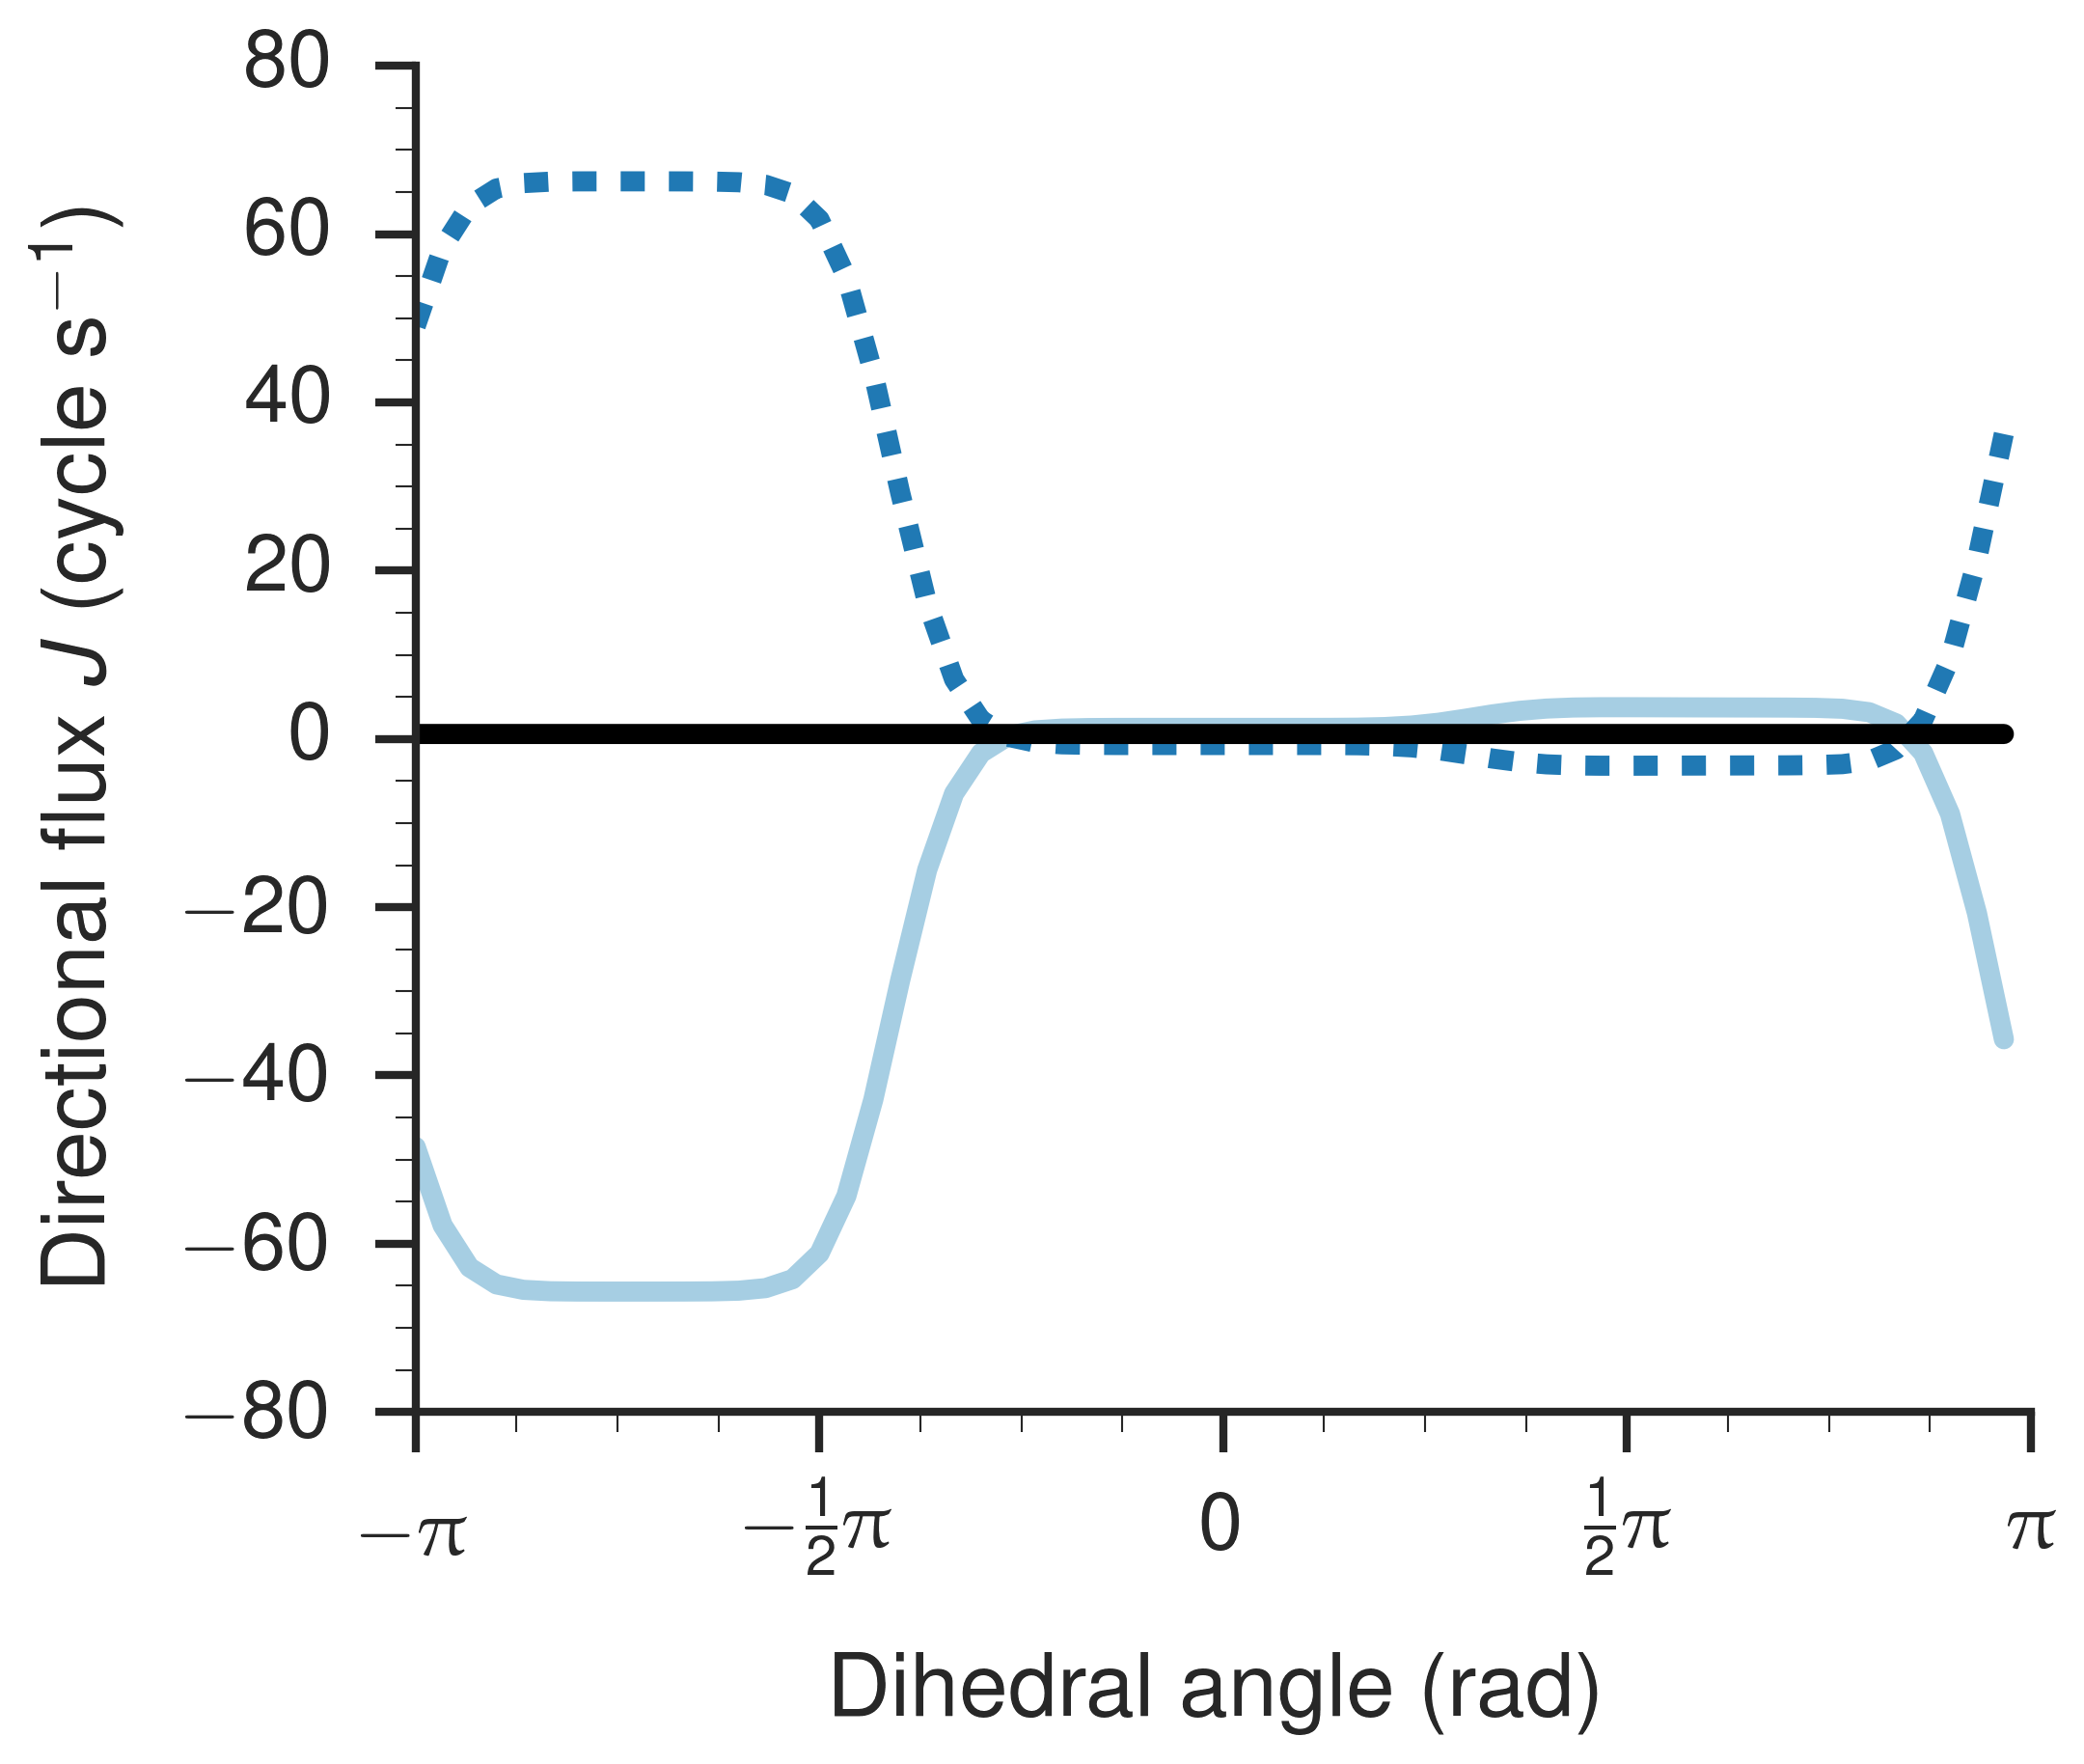 80
60
40
20
0
−20
−40
−60
−80
Directional flux J (cycle s⁻¹)
−π
−½π
0
½π
π
Dihedral angle (rad)